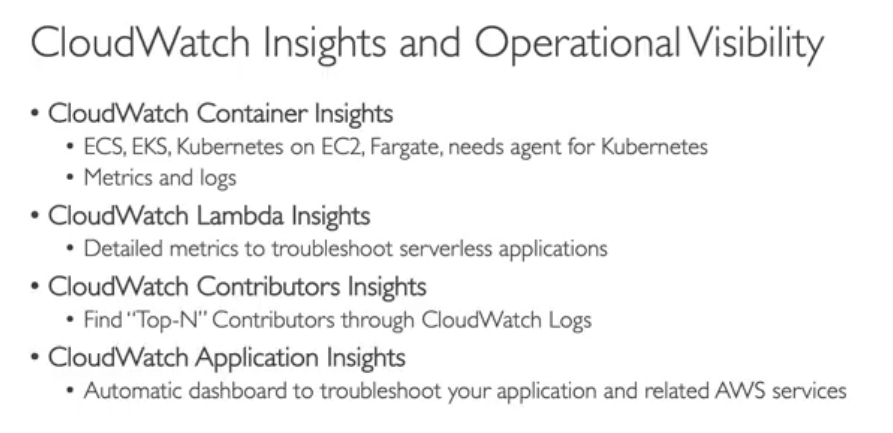 CloudWatch Insights and Operational Visibility
• CloudWatch Container Insights
• ECS, EKS, Kubernetes on EC2, Fargate, needs agent for Kubernetes
• Metrics and logs
• CloudWatch Lambda Insights
• Detailed metrics to troubleshoot serverless applications
• CloudWatch Contributors Insights
• Find “Top-N” Contributors through CloudWatch Logs
• CloudWatch Application Insights
• Automatic dashboard to troubleshoot your application and related AWS services